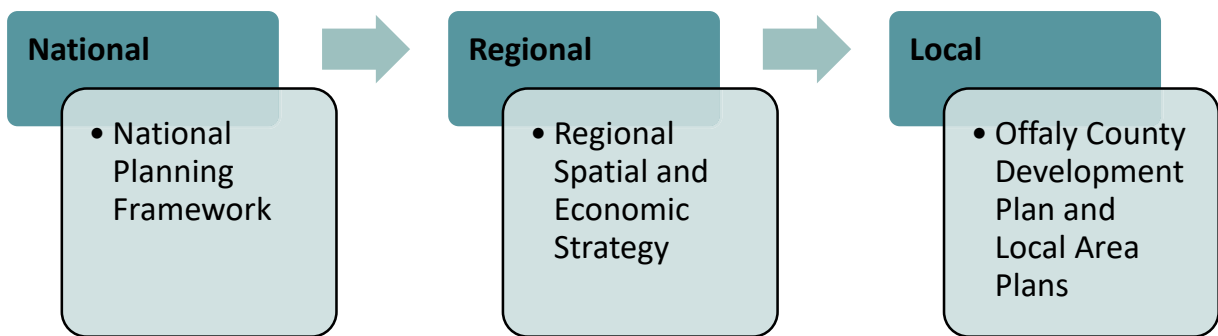 National
• National
Planning
Framework
Regional
• Regional
Spatial and
Economic
Strategy
Local
• Offaly County
Development
Plan and
Local Area
Plans